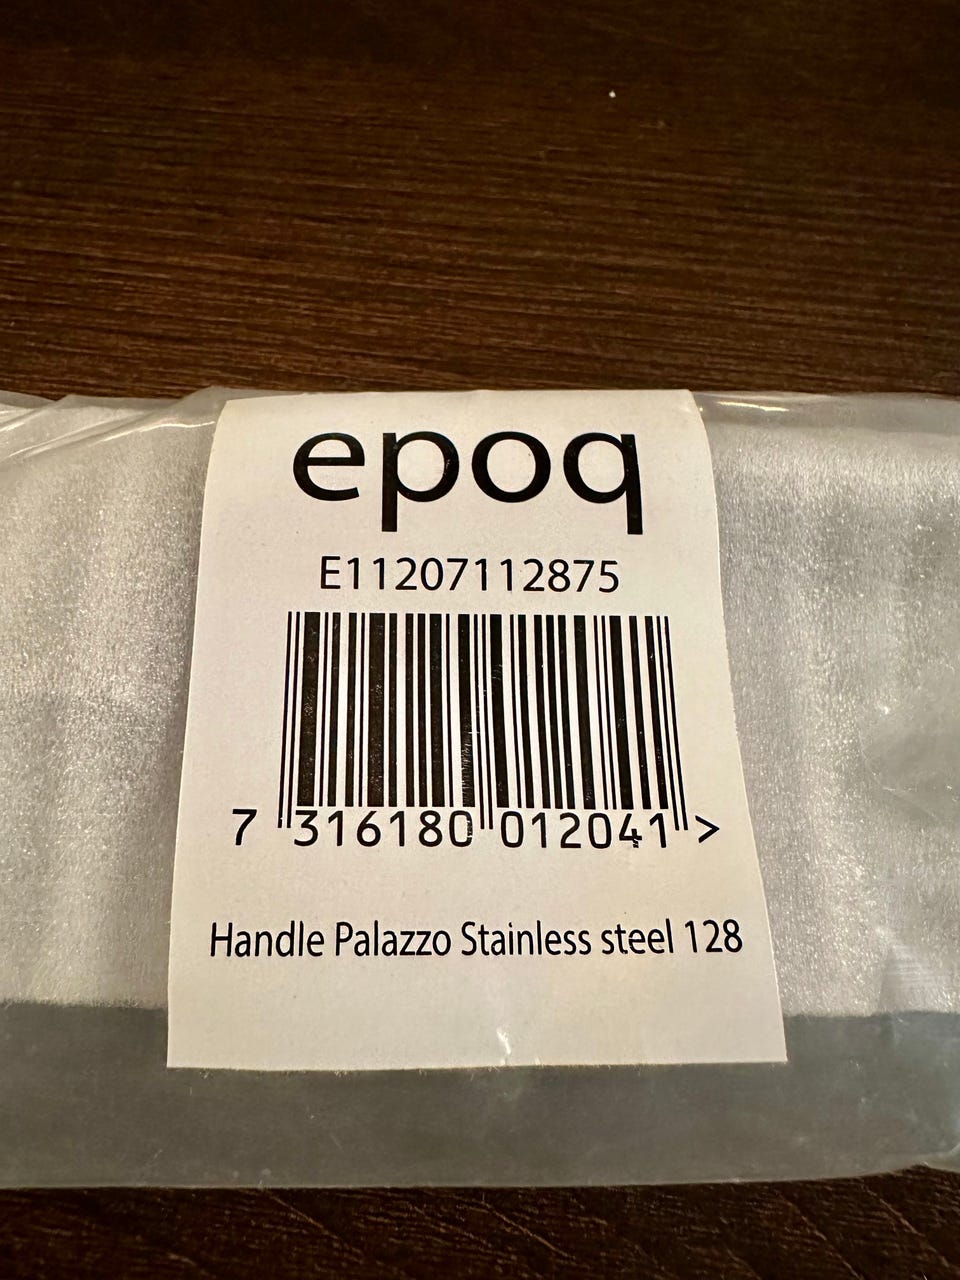 epoq
E11207112875
7 316180 012041 >
Handle Palazzo Stainless steel 128